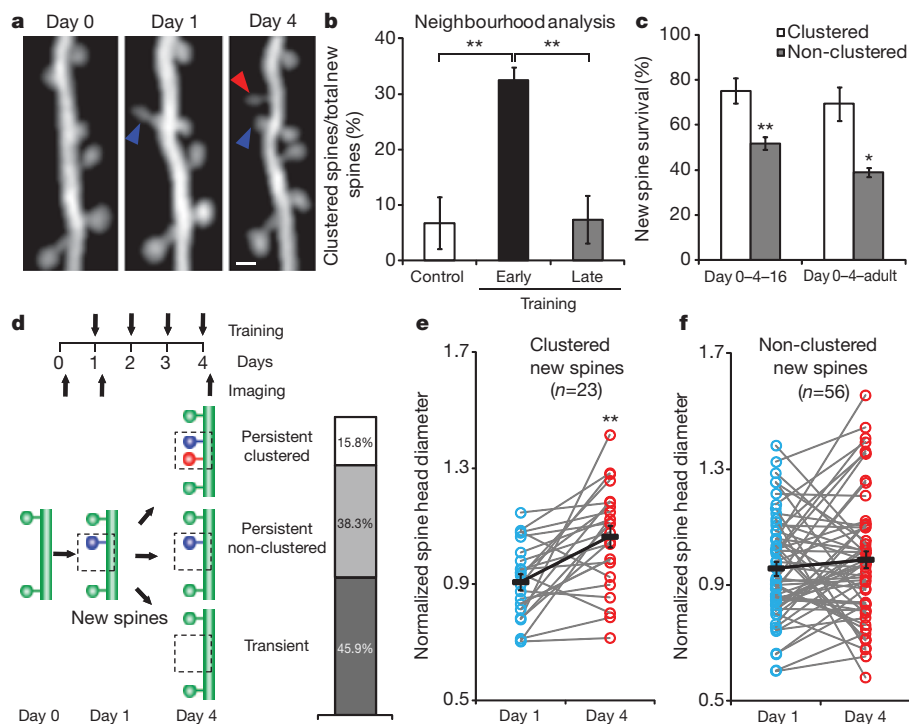 a
Day 0
Day 1
Day 4
b
Neighbourhood analysis
Clustered spines/total new
spines (%)
40
30
20
10
0
**
**
Control
Early
Late
Training
c
Clustered
Non-clustered
New spine survival (%)
100
80
60
40
20
0
**
*
Day 0–4–16
Day 0–4–adult
d
Training
0 1 2 3 4
Days
Imaging
Persistent
clustered
Persistent
non-clustered
Transient
New spines
15.8%
38.3%
45.9%
Day 0
Day 1
Day 4
e
Clustered
new spines
(n=23)
**
Normalized spine head diameter
1.7
1.3
0.9
0.5
Day 1
Day 4
f
Non-clustered
new spines
(n=56)
Normalized spine head diameter
1.7
1.3
0.9
0.5
Day 1
Day 4